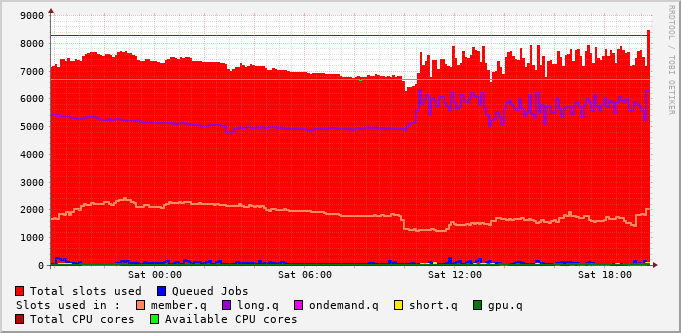 9000
8000
7000
6000
5000
4000
3000
2000
1000
0
Sat 00:00 Sat 06:00 Sat 12:00 Sat 18:00
Total slots used Queued Jobs
Slots used in : member.q long.q ondemand.q short.q gpu.q
Total CPU cores Available CPU cores
RRDTOOL / TOBI OETIKER